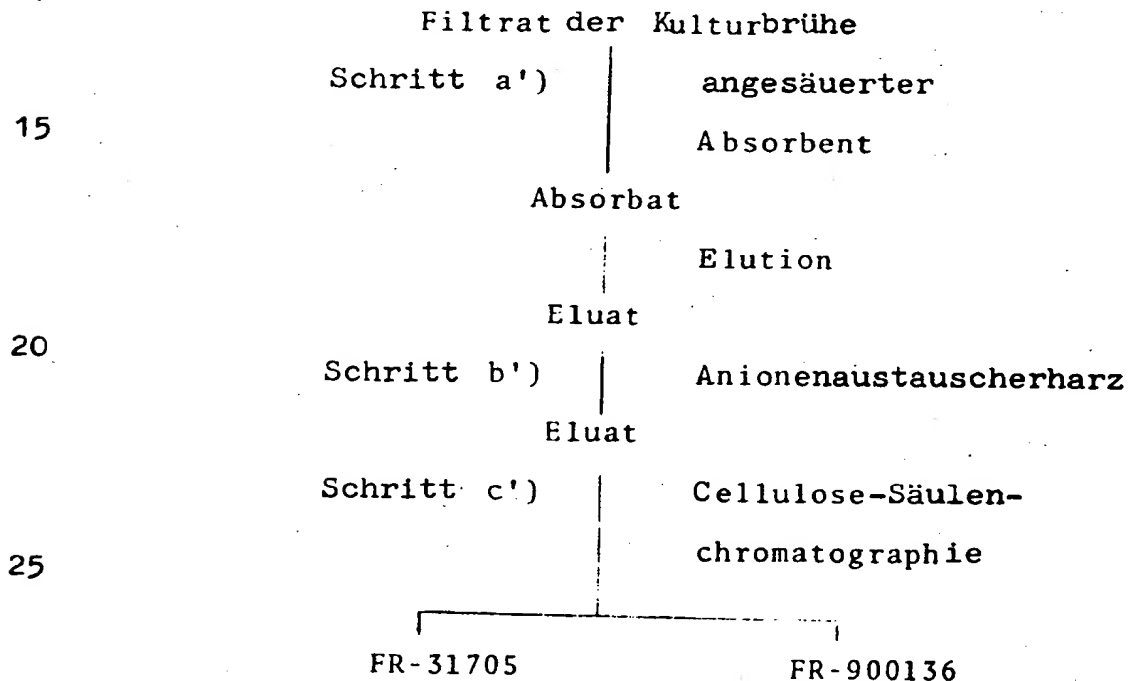 Filtrat der Kulturbrühe
Schritt a') angesäuerter
15
Absorbent
Absorbat
Elution
Eluat
20
Schritt b') Anionenaustauscherharz
Eluat
Schritt c') Cellulose-Säulen-
chromatographie
25
FR-31705 FR-900136